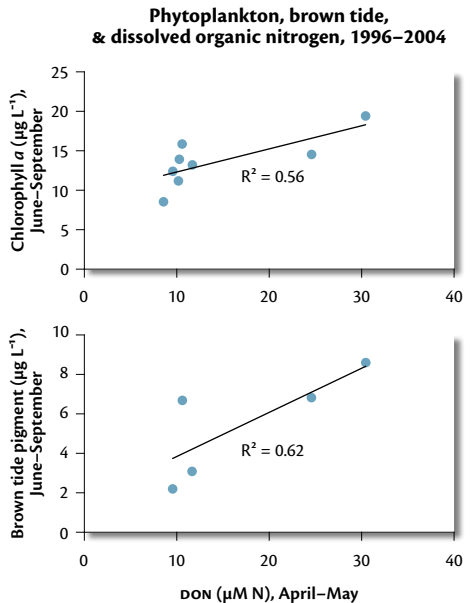 Phytoplankton, brown tide,
& dissolved organic nitrogen, 1996–2004
Chlorophyll a (µg L⁻¹),
June–September
25
20
15
10
5
0
R² = 0.56
0 10 20 30 40
Brown tide pigment (µg L⁻¹),
June–September
10
8
6
4
2
0
R² = 0.62
0 10 20 30 40
DON (µM N), April–May